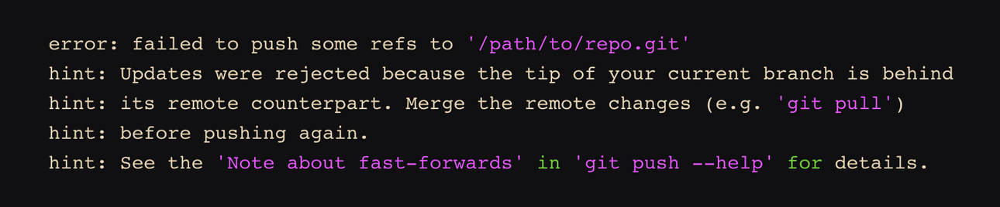 error: failed to push some refs to '/path/to/repo.git'
hint: Updates were rejected because the tip of your current branch is behind
hint: its remote counterpart. Merge the remote changes (e.g. 'git pull')
hint: before pushing again.
hint: See the 'Note about fast-forwards' in 'git push --help' for details.